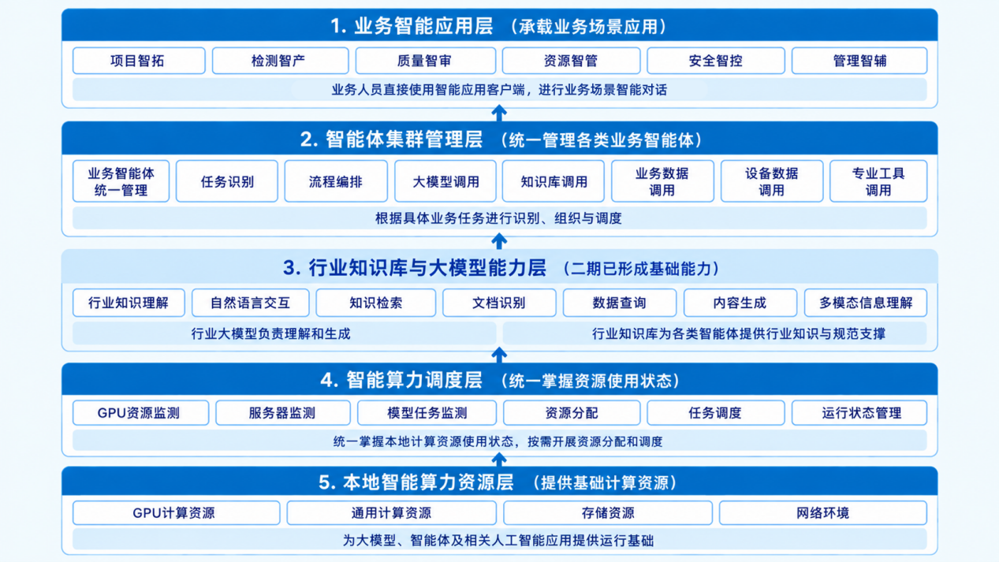 1. 业务智能应用层 （承载业务场景应用）
项目智拓 检测智产 质量智审 资源智管 安全智控 管理智辅
业务人员直接使用智能应用客户端，进行业务场景智能对话
2. 智能体集群管理层 （统一管理各类业务智能体）
业务智能体
统一管理
任务识别
流程编排
大模型调用
知识库调用
业务数据
调用
设备数据
调用
专业工具
调用
根据具体业务任务进行识别、组织与调度
3. 行业知识库与大模型能力层 （二期已形成基础能力）
行业知识理解 自然语言交互 知识检索 文档识别 数据查询 内容生成 多模态信息理解
行业大模型负责理解和生成
行业知识库为各类智能体提供行业知识与规范支撑
4. 智能算力调度层 （统一掌握资源使用状态）
GPU资源监测 服务器监测 模型任务监测 资源分配 任务调度 运行状态管理
统一掌握本地计算资源使用状态，按需开展资源分配和调度
5. 本地智能算力资源层 （提供基础计算资源）
GPU计算资源 通用计算资源 存储资源 网络环境
为大模型、智能体及相关人工智能应用提供运行基础